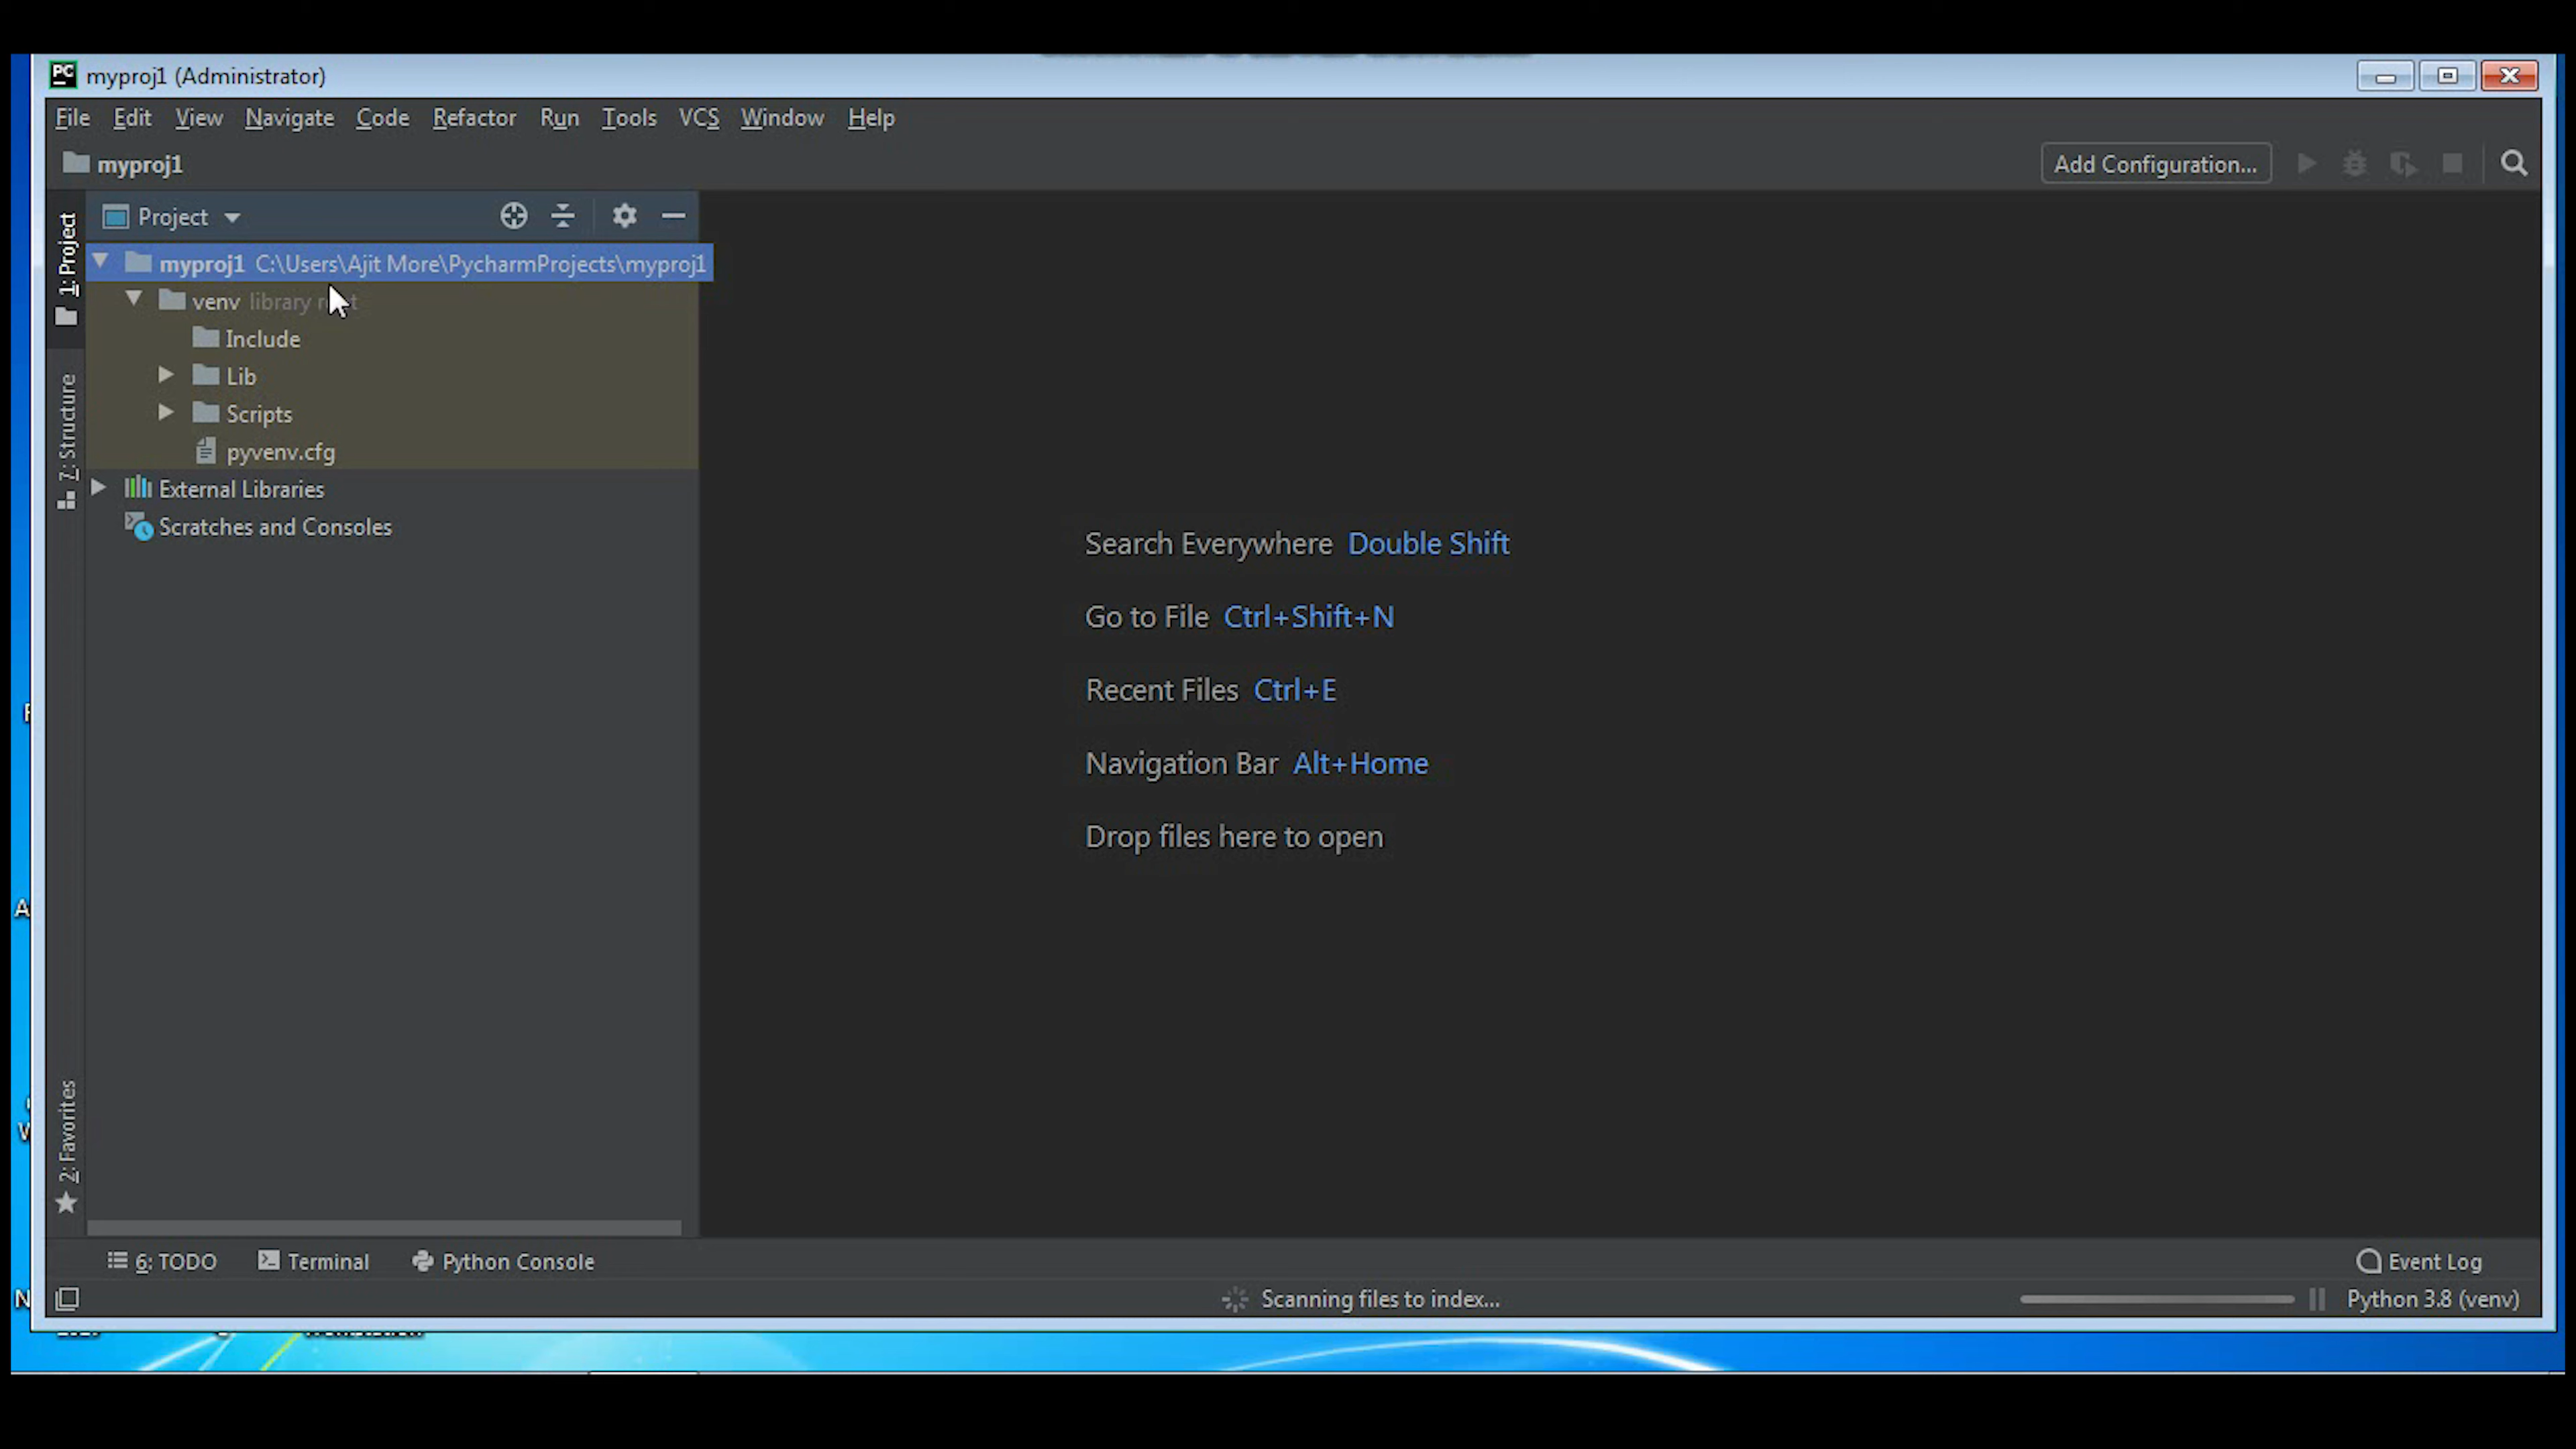 myproj1 (Administrator)
File Edit View Navigate Code Refactor Run Tools VCS Window Help
myproj1
Add Configuration...
Project
1: Project
myproj1 C:\Users\Ajit More\PycharmProjects\myproj1
venv library
Include
Lib
Scripts
pyvenv.cfg
External Libraries
Scratches and Consoles
7: Structure
Search Everywhere Double Shift
Go to File Ctrl+Shift+N
Recent Files Ctrl+E
Navigation Bar Alt+Home
Drop files here to open
2: Favorites
6: TODO Terminal Python Console
Event Log
Scanning files to index...
Python 3.8 (venv)